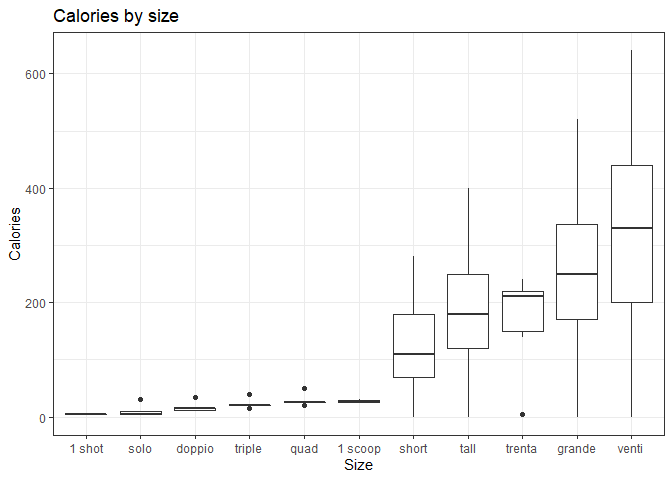 Calories by size
Calories
600
400
200
0
1 shot solo doppio triple quad 1 scoop short tall trenta grande venti
Size